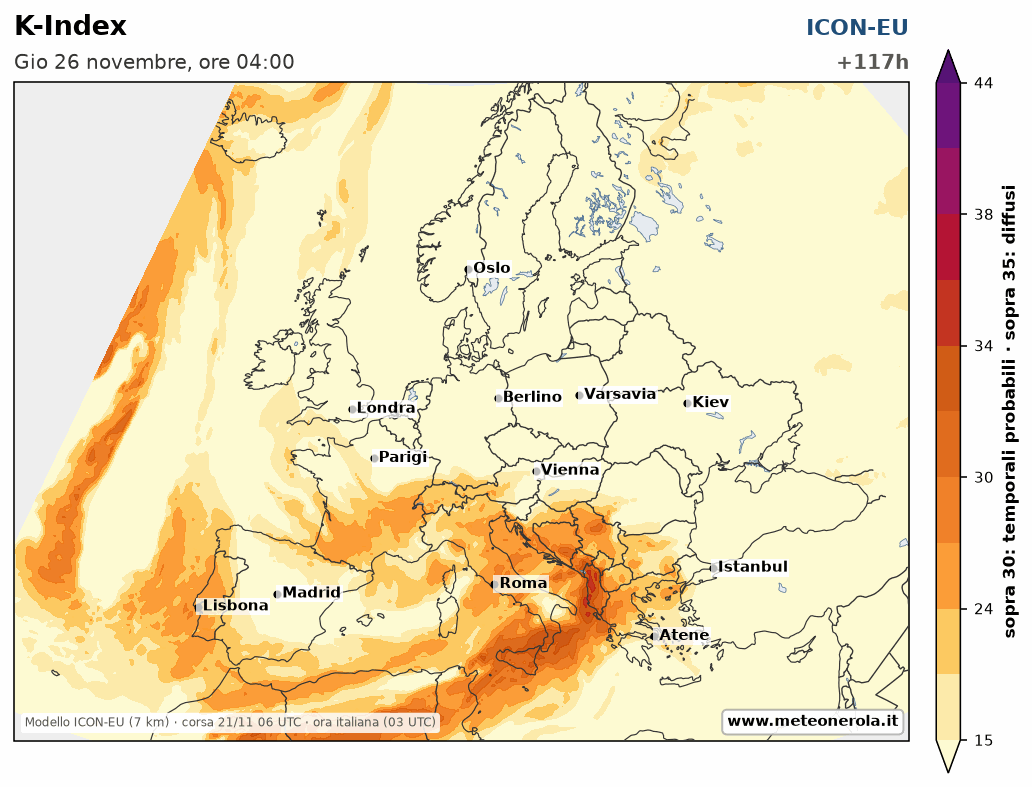 K-Index
ICON-EU
Gio 26 novembre, ore 04:00
+117h
44
38
34
30
24
15
sopra 30: temporali probabili · sopra 35: diffusi
Oslo
Berlino
Varsavia
Kiev
Londra
Parigi
Vienna
Istanbul
Roma
Madrid
Lisbona
Atene
Modello ICON-EU (7 km) · corsa 21/11 06 UTC · ora italiana (03 UTC)
www.meteonerola.it